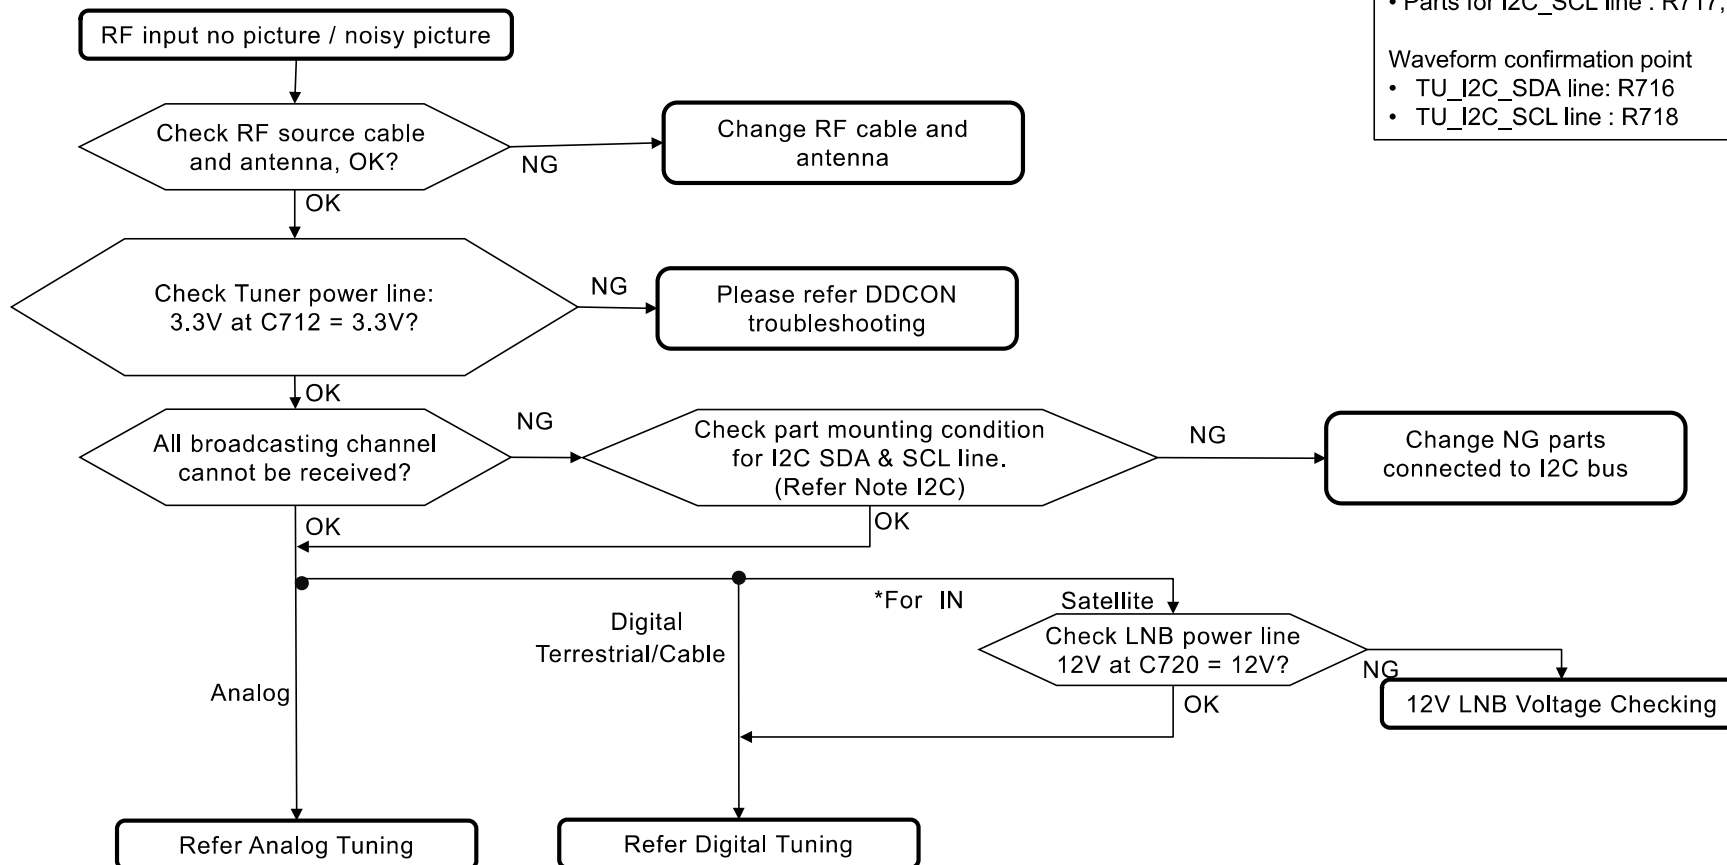 • Parts for I2C_SCL line : R717,
RF input no picture / noisy picture
Waveform confirmation point
• TU_I2C_SDA line: R716
• TU_I2C_SCL line : R718
Check RF source cable
and antenna, OK?
NG
Change RF cable and
antenna
OK
Check Tuner power line:
3.3V at C712 = 3.3V?
NG
Please refer DDCON
troubleshooting
OK
All broadcasting channel
cannot be received?
NG
Check part mounting condition
for I2C SDA & SCL line.
(Refer Note I2C)
NG
Change NG parts
connected to I2C bus
OK
OK
*For IN
Satellite
Digital
Terrestrial/Cable
Check LNB power line
12V at C720 = 12V?
NG
Analog
OK
12V LNB Voltage Checking
Refer Analog Tuning
Refer Digital Tuning